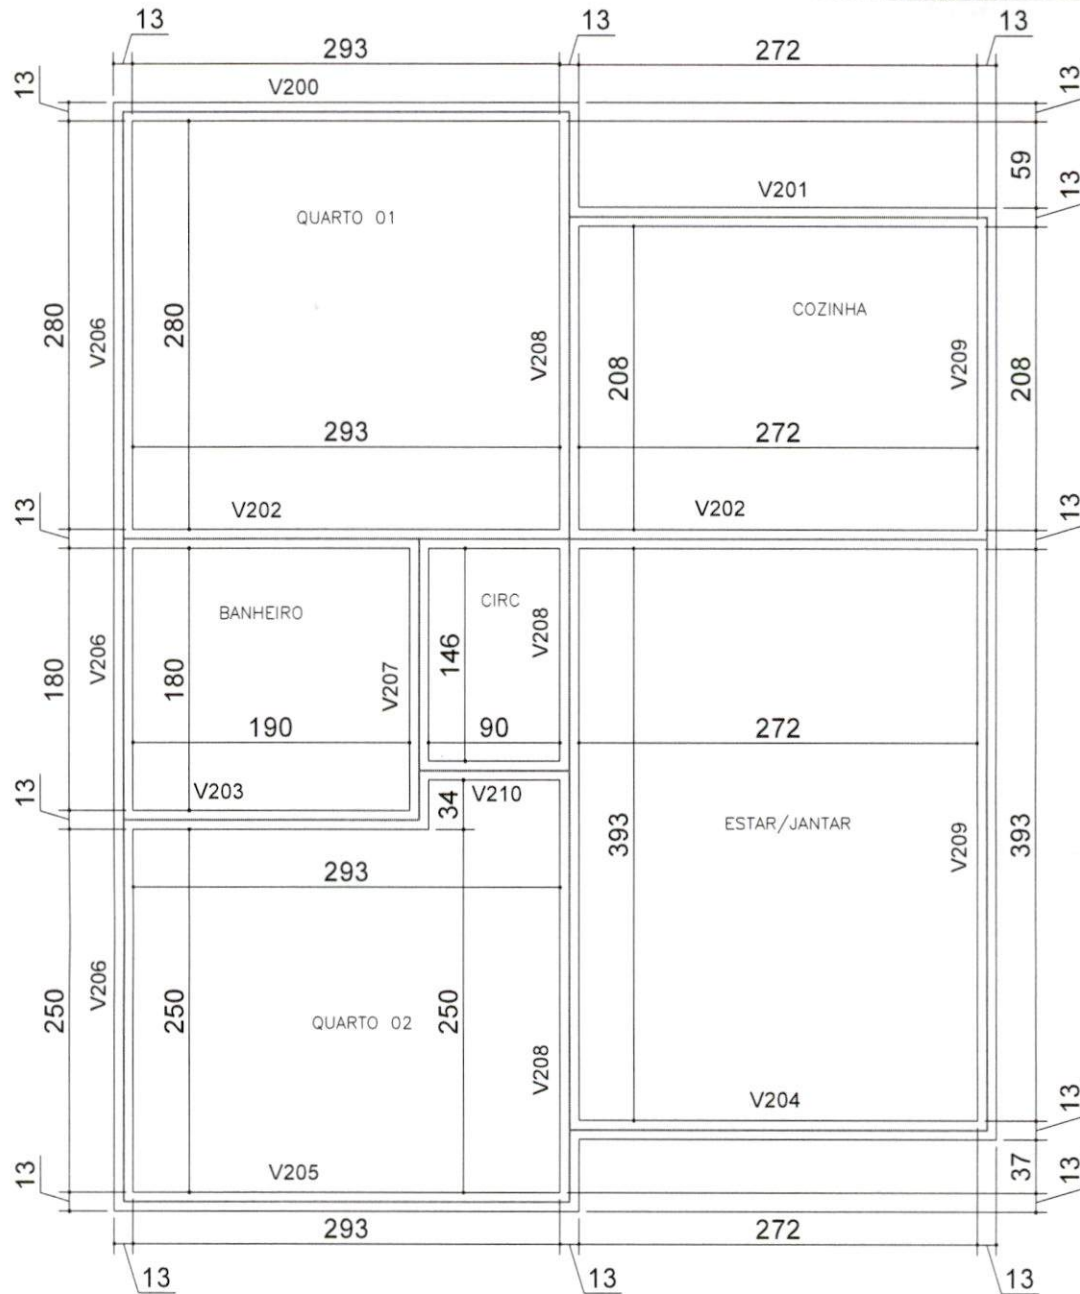 13 293 13 272 13
13 V200 13
59
V201 13
QUARTO 01
COZINHA
280 V206 280 V208 208 V209 208
293 272
V202 V202
13 13
BANHEIRO CIRC
180 V206 180 V207 146 V208
190 90 272
13 V203 34 V210
ESTAR/JANTAR
393 V209 393
293
250 V206 250 250
QUARTO 02
V208
V204 13
V205 37
13 13
293 272
13 13 13